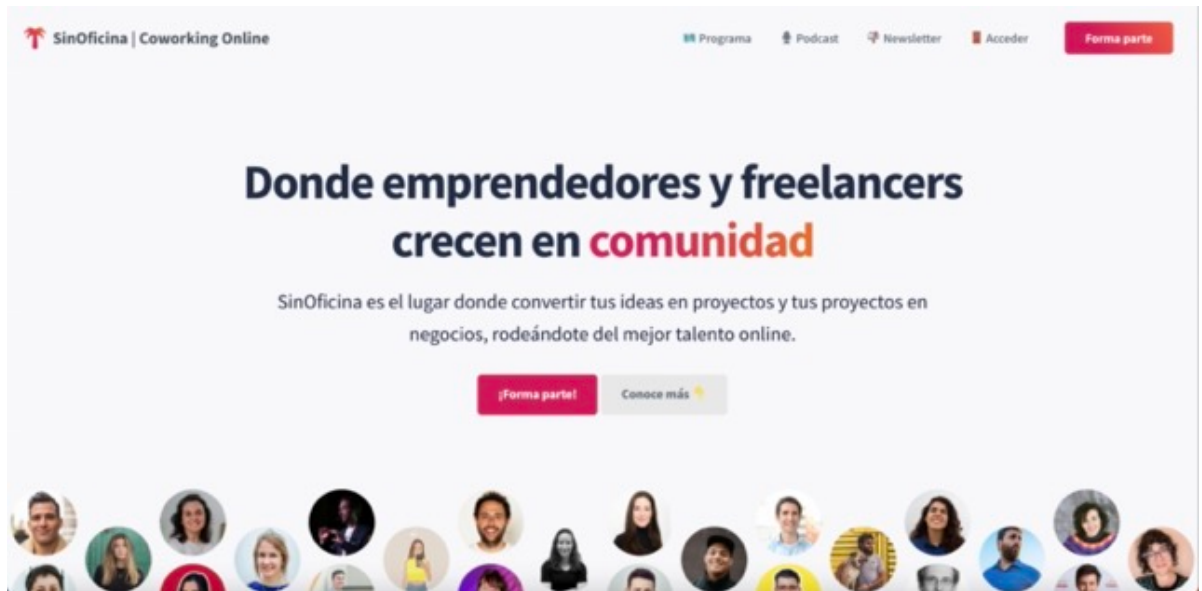 SinOficina | Coworking Online
Programa
Podcast
Newsletter
Acceder
Forma parte
Donde emprendedores y freelancers
crecen en comunidad
SinOficina es el lugar donde convertir tus ideas en proyectos y tus proyectos en
negocios, rodeándote del mejor talento online.
¡Forma parte!
Conoce más 👇